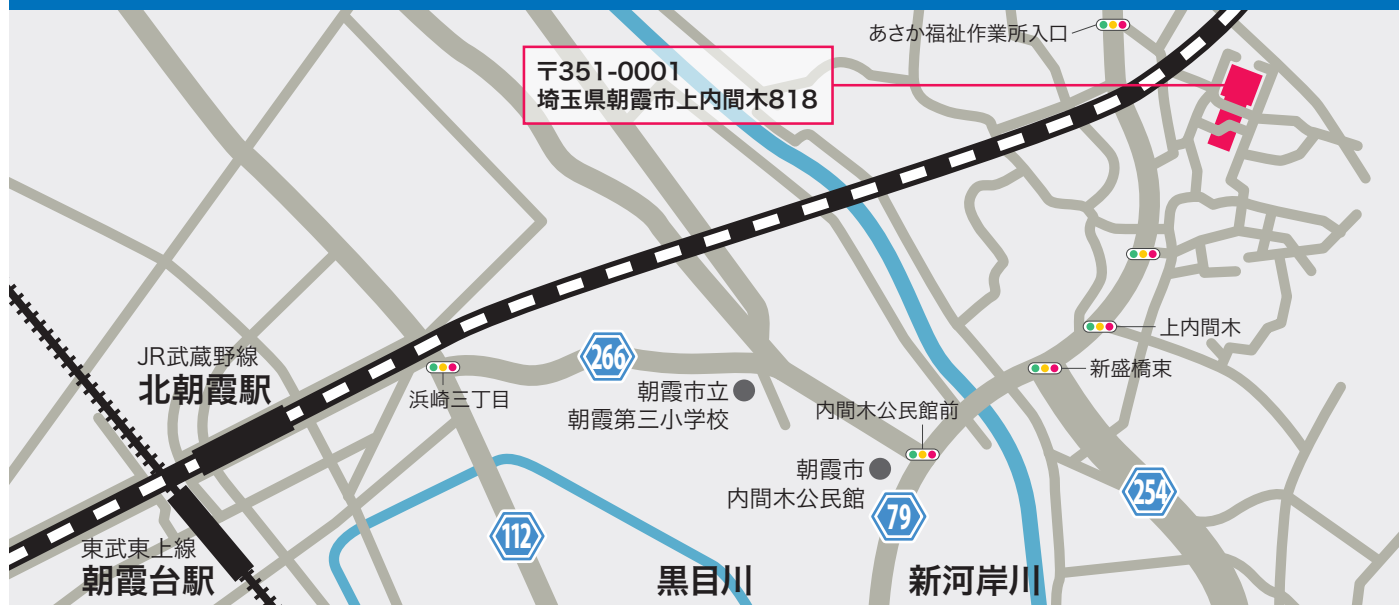 あさか福祉作業所入口
〒351-0001
埼玉県朝霞市上内間木818
JR武蔵野線
北朝霞駅
浜崎三丁目
266
朝霞市立
朝霞第三小学校
上内間木
新盛橋東
内間木公民館前
朝霞市
内間木公民館
79
254
112
東武東上線
朝霞台駅
黒目川
新河岸川